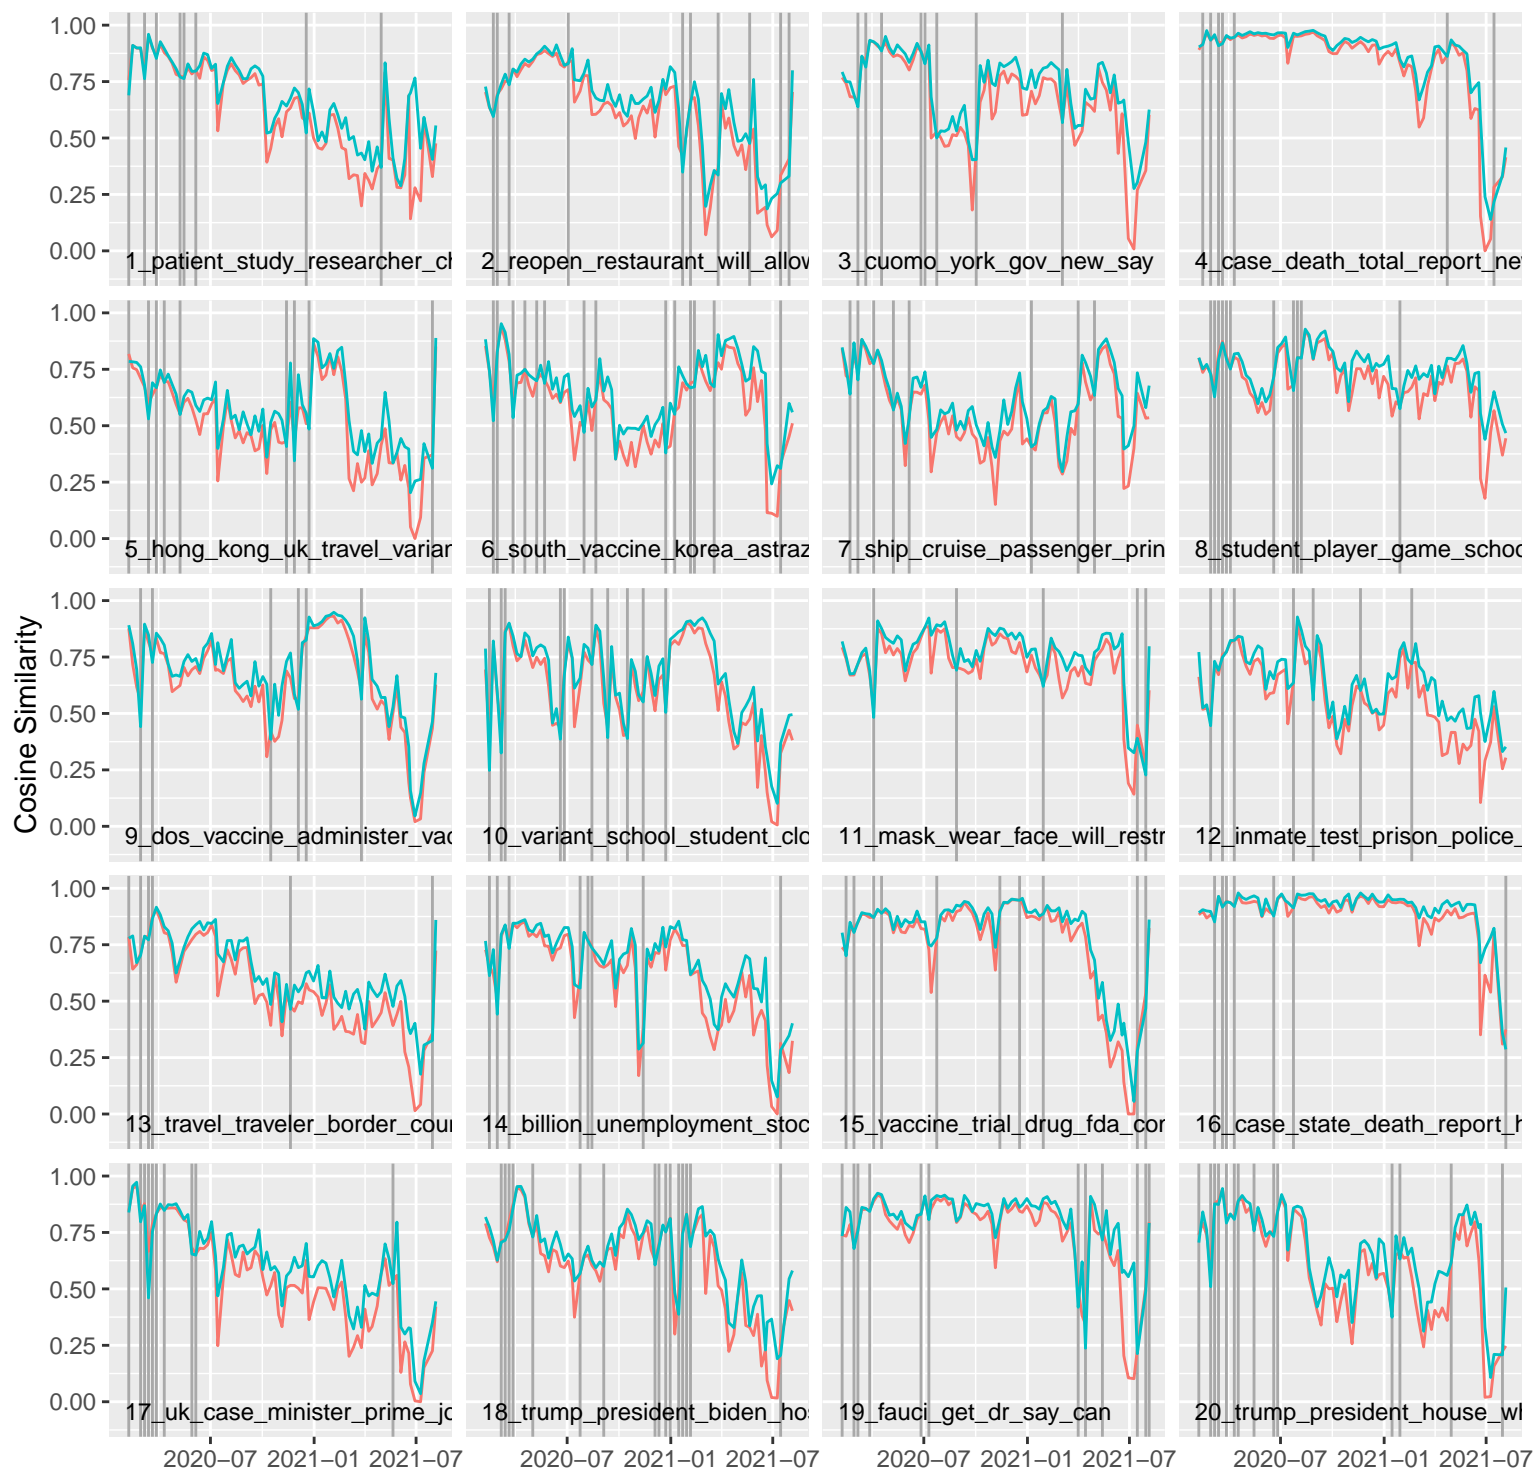 1.00
0.75
0.50
0.25
0.00
1_patient_study_researcher_cl
2_reopen_restaurant_will_allow
3_cuomo_york_gov_new_say
4_case_death_total_report_new
1.00
0.75
0.50
0.25
0.00
5_hong_kong_uk_travel_varian
6_south_vaccine_korea_astraz
7_ship_cruise_passenger_prin
8_student_player_game_schoo
Cosine Similarity
1.00
0.75
0.50
0.25
0.00
9_dos_vaccine_administer_vac
10_variant_school_student_clo
11_mask_wear_face_will_restr
12_inmate_test_prison_police_
1.00
0.75
0.50
0.25
0.00
13_travel_traveler_border_cour
14_billion_unemployment_stoc
15_vaccine_trial_drug_fda_cor
16_case_state_death_report_h
1.00
0.75
0.50
0.25
0.00
17_uk_case_minister_prime_jo
18_trump_president_biden_hos
19_fauci_get_dr_say_can
20_trump_president_house_wh
2020−07 2021−01 2021−07
2020−07 2021−01 2021−07
2020−07 2021−01 2021−07
2020−07 2021−01 2021−07